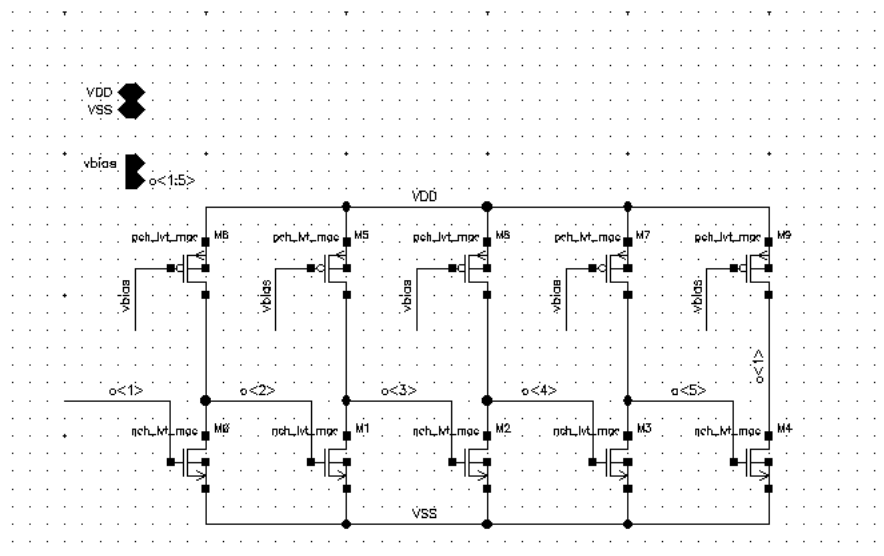 VDD
VSS
vbias
o<1:5>
VDD
pch_lvt_mac M6 pch_lvt_mac M5 pch_lvt_mac M8 pch_lvt_mac M7 pch_lvt_mac M9
vbias vbias vbias vbias vbias
o<1>
o<1> o<2> o<3> o<4> o<5>
nch_lvt_mac M0 nch_lvt_mac M1 nch_lvt_mac M2 nch_lvt_mac M3 nch_lvt_mac M4
VSS